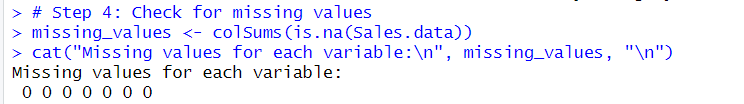 > # Step 4: Check for missing values
> missing_values <- colSums(is.na(Sales.data))
> cat("Missing values for each variable:\n", missing_values, "\n")
Missing values for each variable:
 0 0 0 0 0 0 0